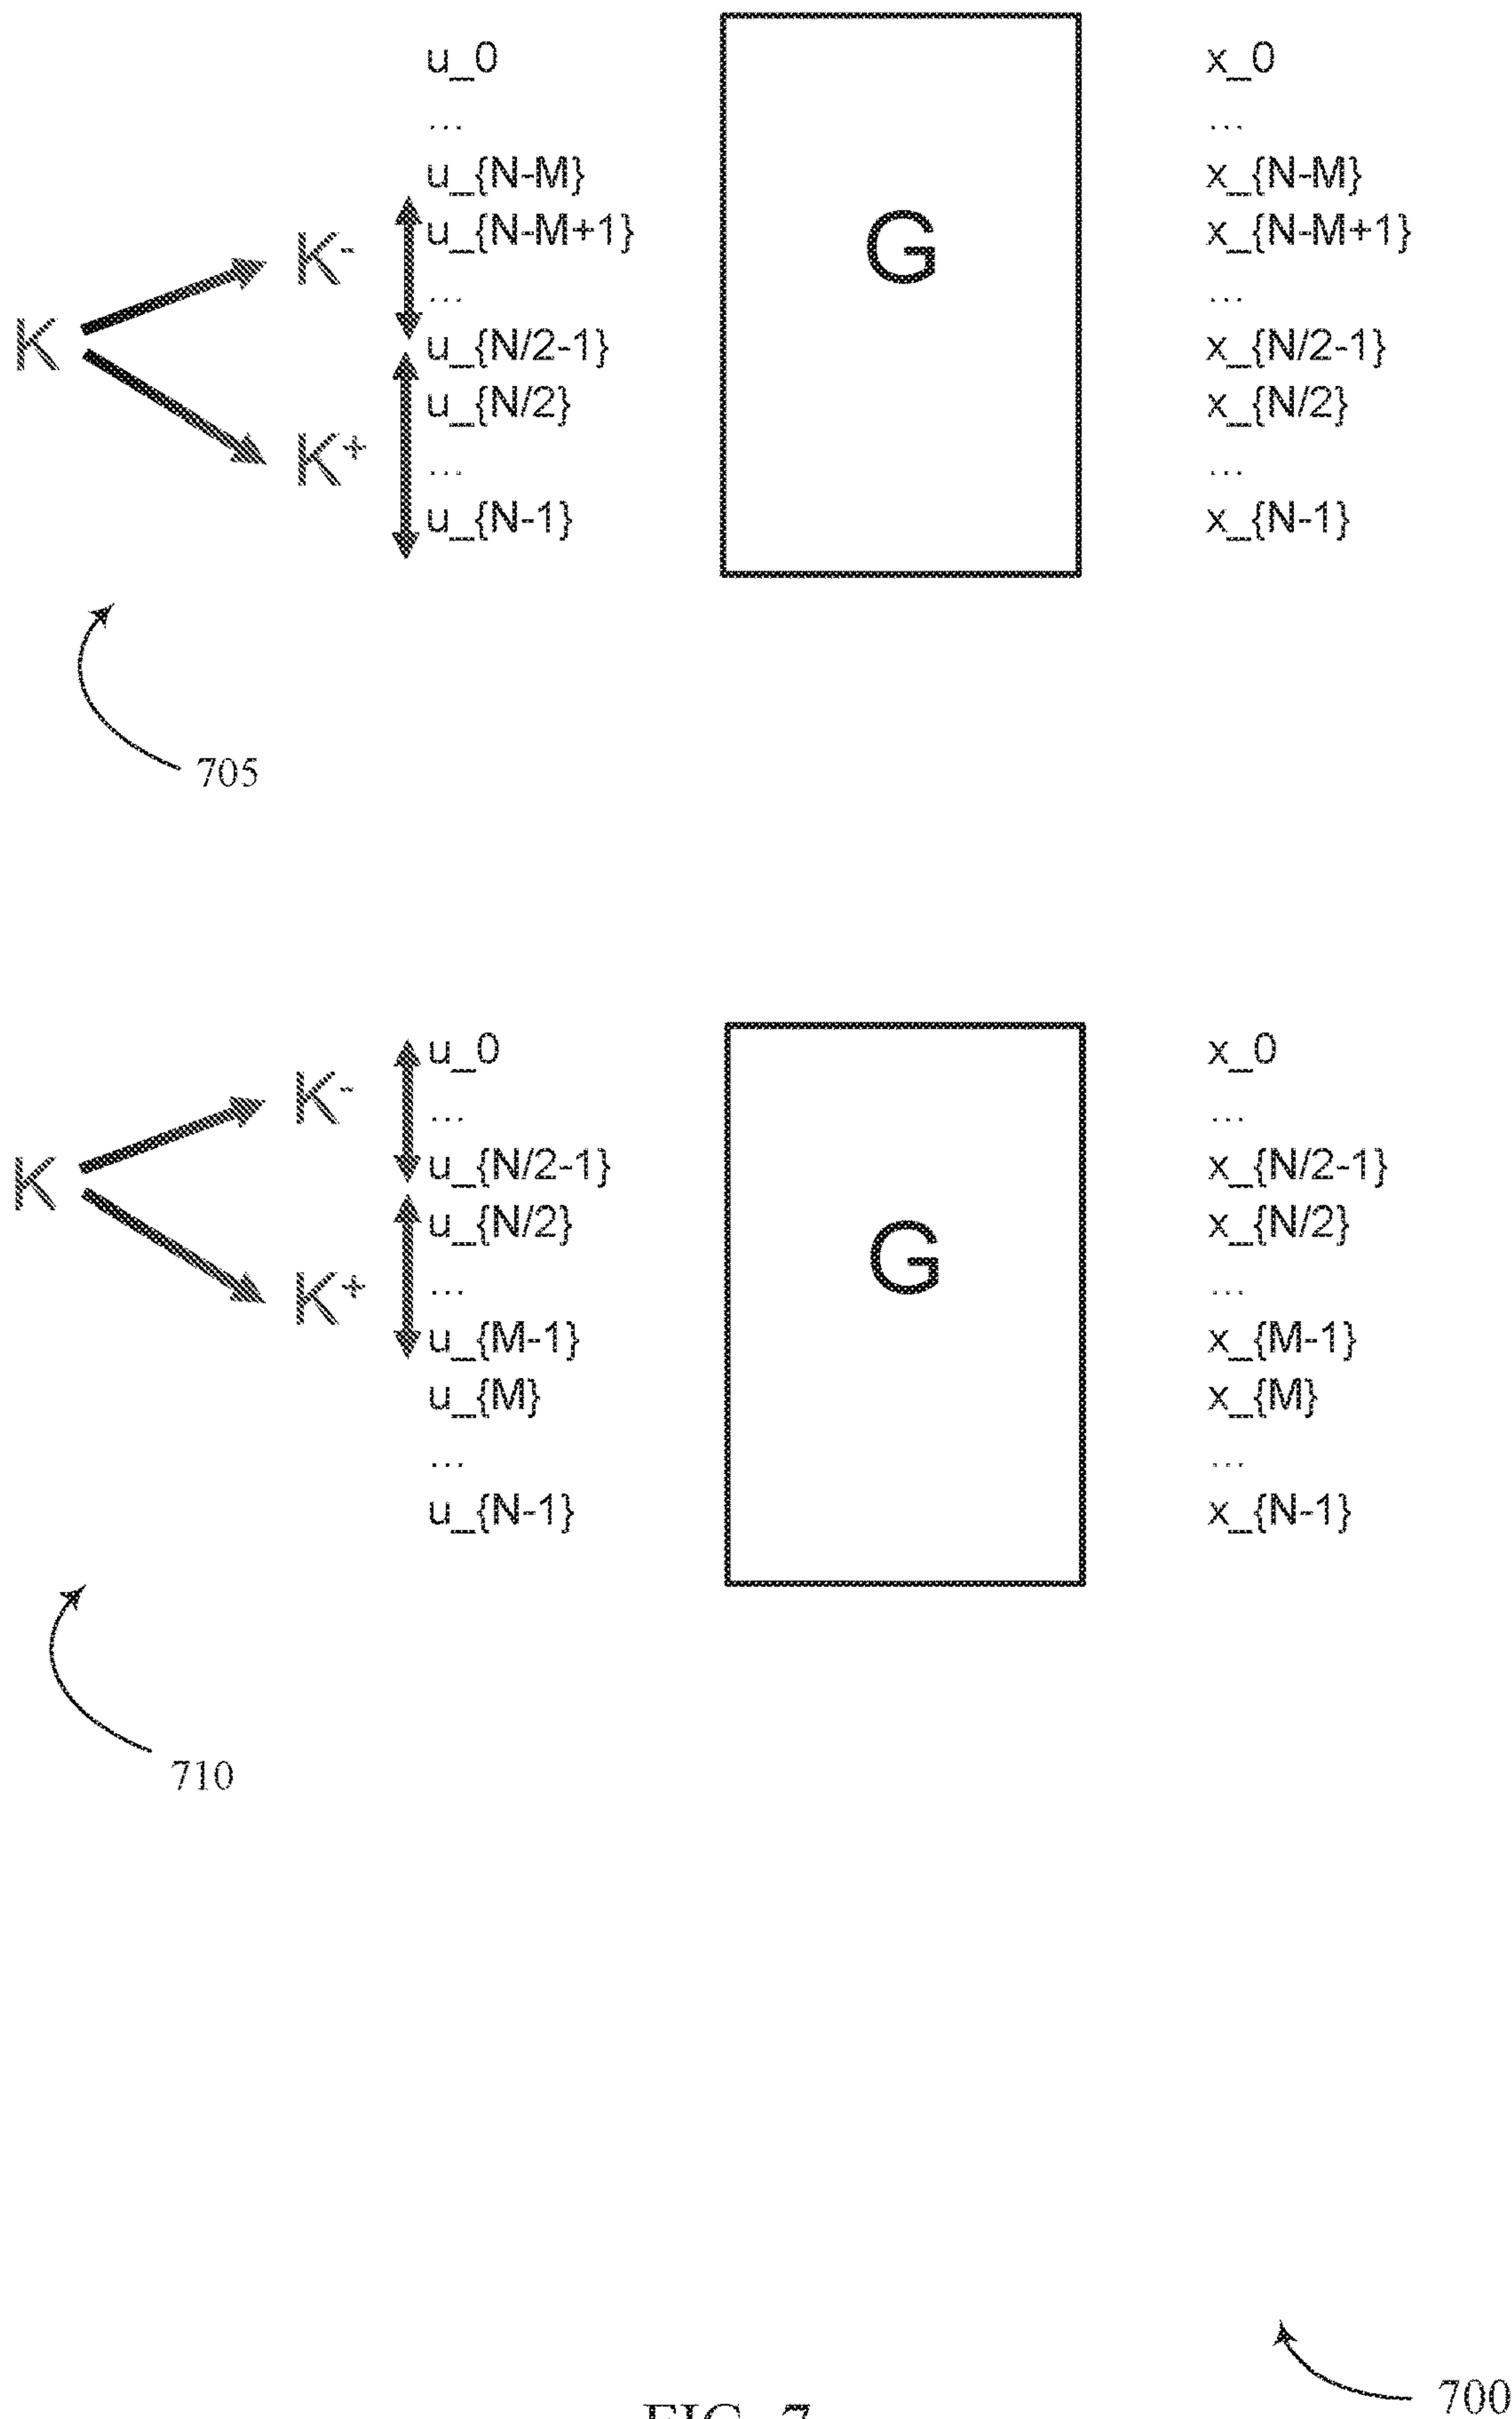 u_0 x_0
... ...
u_{N-M} x_{N-M}
K- u_{N-M+1} G x_{N-M+1}
... ...
K u_{N/2-1} x_{N/2-1}
u_{N/2} x_{N/2}
K+ ... ...
u_{N-1} x_{N-1}
705
u_0 x_0
K- ... ...
K u_{N/2-1} x_{N/2-1}
u_{N/2} x_{N/2}
K+ ... G ...
u_{M-1} x_{M-1}
u_{M} x_{M}
... ...
u_{N-1} x_{N-1}
710
700
FIG. 7